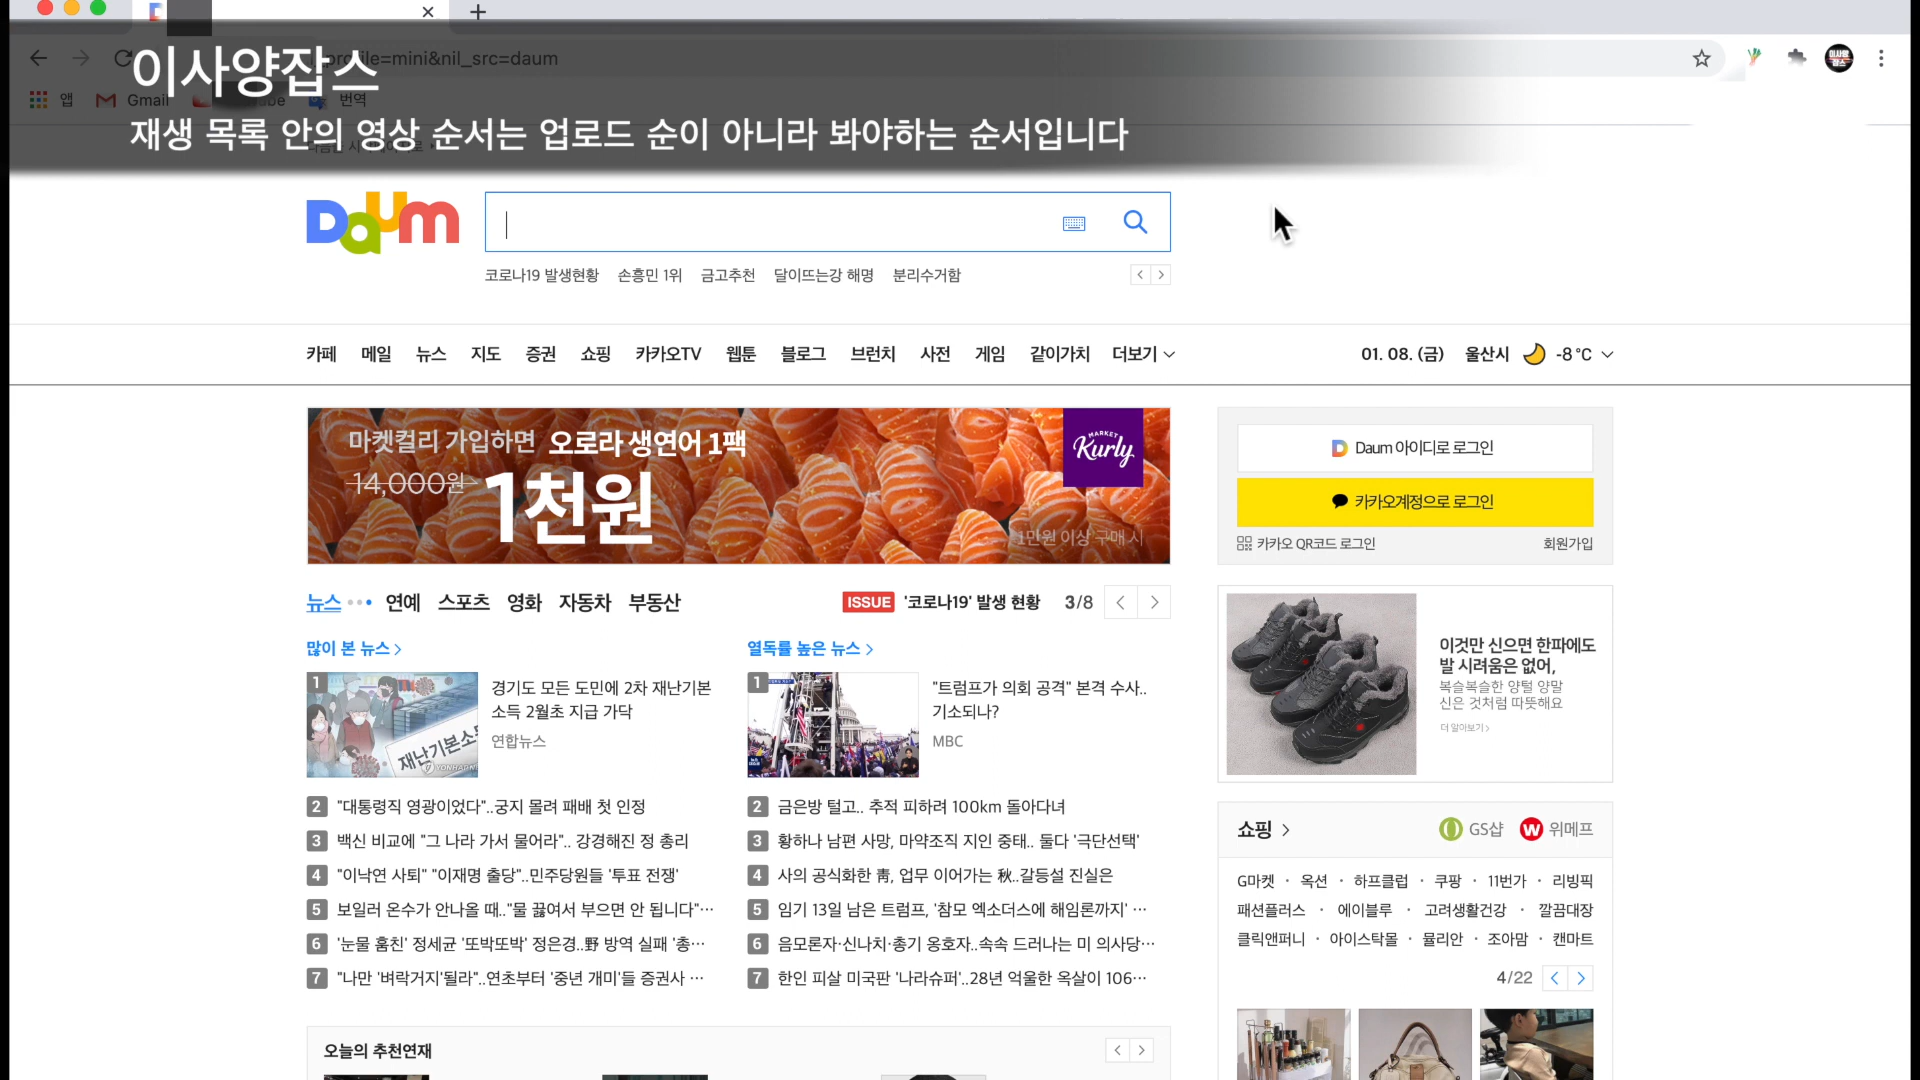 이사양잡스
재생 목록 안의 영상 순서는 업로드 순이 아니라 봐야하는 순서입니다
profile=mini&nil_src=daum
앱 Gmail 번역
Daum
코로나19 발생현황 손흥민 1위 금고추천 달이뜨는강 해명 분리수거함
카페 메일 뉴스 지도 증권 쇼핑 카카오TV 웹툰 블로그 브런치 사전 게임 같이가치 더보기
01. 08. (금) 울산시 -8℃
마켓컬리 가입하면 오로라 생연어 1팩
14,000원 1천원
MARKET
Kurly
1만원 이상 구매 시
Daum 아이디로 로그인
카카오계정으로 로그인
카카오 QR코드 로그인 회원가입
뉴스 연예 스포츠 영화 자동차 부동산
ISSUE '코로나19' 발생 현황 3/8
많이 본 뉴스 >
1
경기도 모든 도민에 2차 재난기본
소득 2월초 지급 가닥
연합뉴스
재난기본소
2 "대통령직 영광이었다"..궁지 몰려 패배 첫 인정
3 백신 비교에 "그 나라 가서 물어라".. 강경해진 정 총리
4 "이낙연 사퇴" "이재명 출당"..민주당원들 '투표 전쟁'
5 보일러 온수가 안나올 때.."물 끓여서 부으면 안 됩니다"…
6 '눈물 훔친' 정세균 '또박또박' 정은경..野 방역 실패 '총…
7 "나만 '벼락거지'될라"..연초부터 '중년 개미'들 증권사 …
열독률 높은 뉴스 >
1
"트럼프가 의회 공격" 본격 수사..
기소되나?
MBC
2 금은방 털고.. 추적 피하려 100km 돌아다녀
3 황하나 남편 사망, 마약조직 지인 중태.. 둘다 '극단선택'
4 사의 공식화한 靑, 업무 이어가는 秋..갈등설 진실은
5 임기 13일 남은 트럼프, '참모 엑소더스에 해임론까지' …
6 음모론자·신나치·총기 옹호자..속속 드러나는 미 의사당…
7 한인 피살 미국판 '나라슈퍼'..28년 억울한 옥살이 106…
이것만 신으면 한파에도
발 시려움은 없어,
복슬복슬한 양털 양말
신은 것처럼 따뜻해요
더 알아보기 >
쇼핑 > GS샵 W 위메프
G마켓 · 옥션 · 하프클럽 · 쿠팡 · 11번가 · 리빙픽
패션플러스 · 에이블루 · 고려생활건강 · 깔끔대장
클릭앤퍼니 · 아이스탁몰 · 뮬리안 · 조아맘 · 캔마트
4/22
오늘의 추천연재